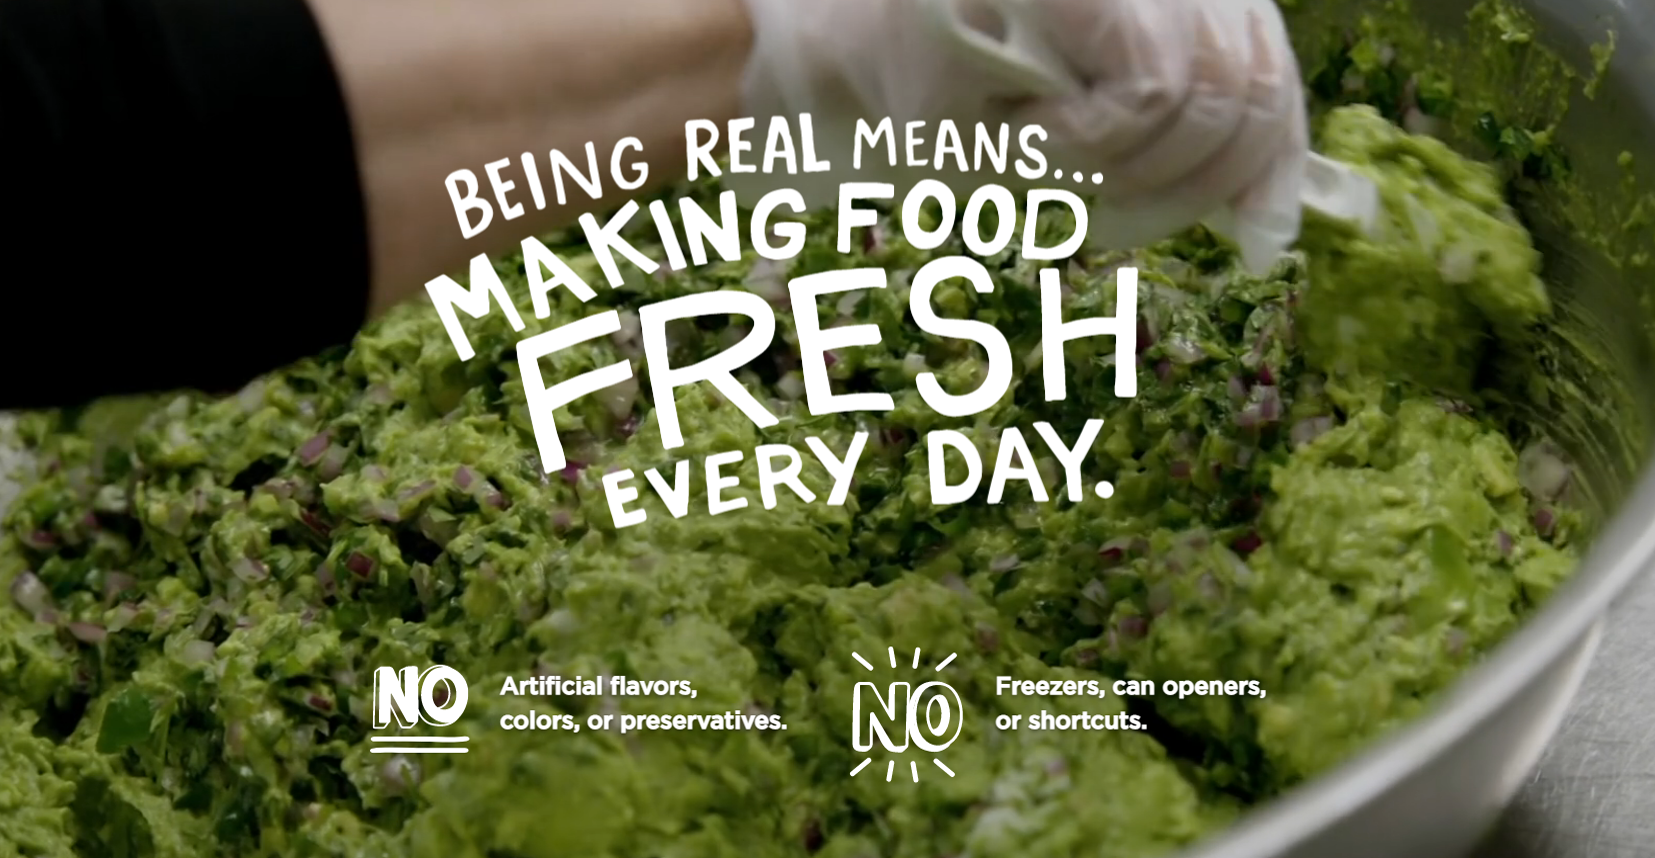 BEING REAL MEANS...
MAKING FOOD
FRESH
EVERY DAY.
NO
Artificial flavors,
colors, or preservatives.
NO
Freezers, can openers,
or shortcuts.